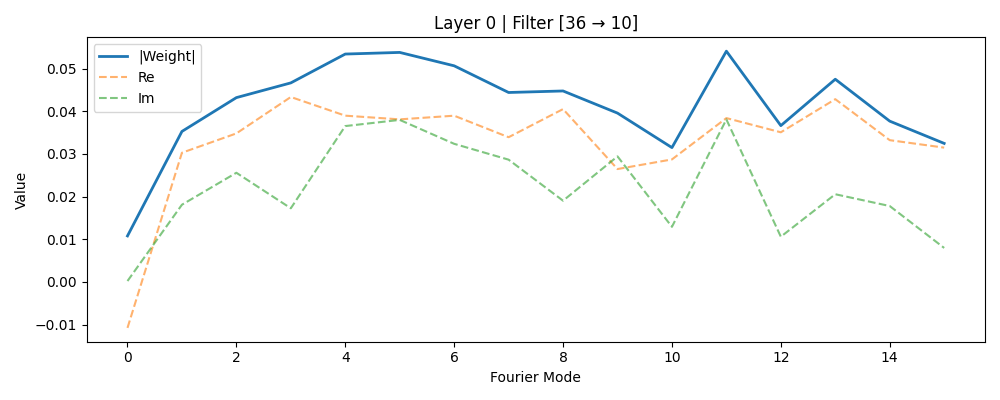 Layer 0 | Filter [36 → 10]
|Weight|
Re
Im
0.05
0.04
0.03
0.02
0.01
0.00
−0.01
Value
0 2 4 6 8 10 12 14
Fourier Mode